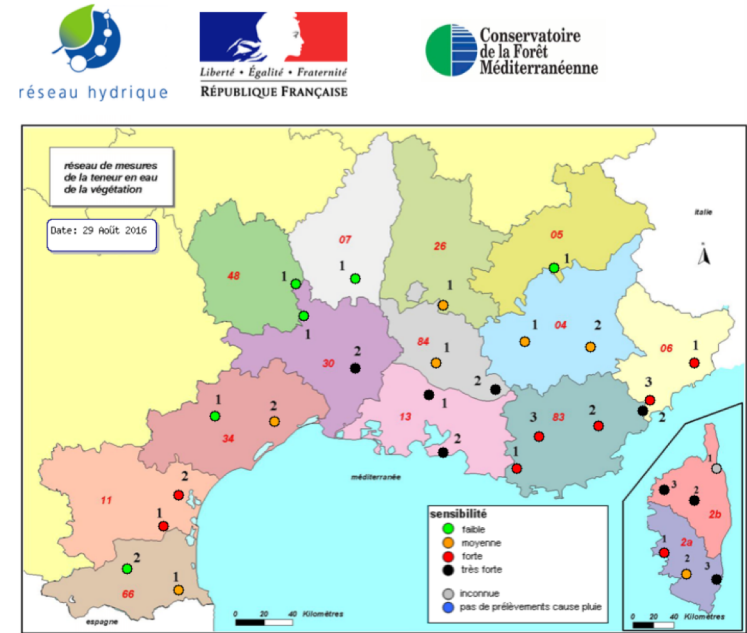 réseau hydrique
Liberté • Égalité • Fraternité
RÉPUBLIQUE FRANÇAISE
Conservatoire
de la Forêt
Méditerranéenne
réseau de mesures
de la teneur en eau
de la végétation
Date: 29 Août 2016
italie
07
26
05
48
1
1
1
1
04
1
2
84
1
06
1
1
30
2
2
3
2
13
1
2
83
3
2
1
34
1
2
11
2
1
66
2
1
méditerranée
espagne
0 20 40 Kilomètres
sensibilité
faible
moyenne
forte
très forte
inconnue
pas de prélèvements cause pluie
1
3
2
2b
2a
1
2
3
0 20 40 Kilomètres